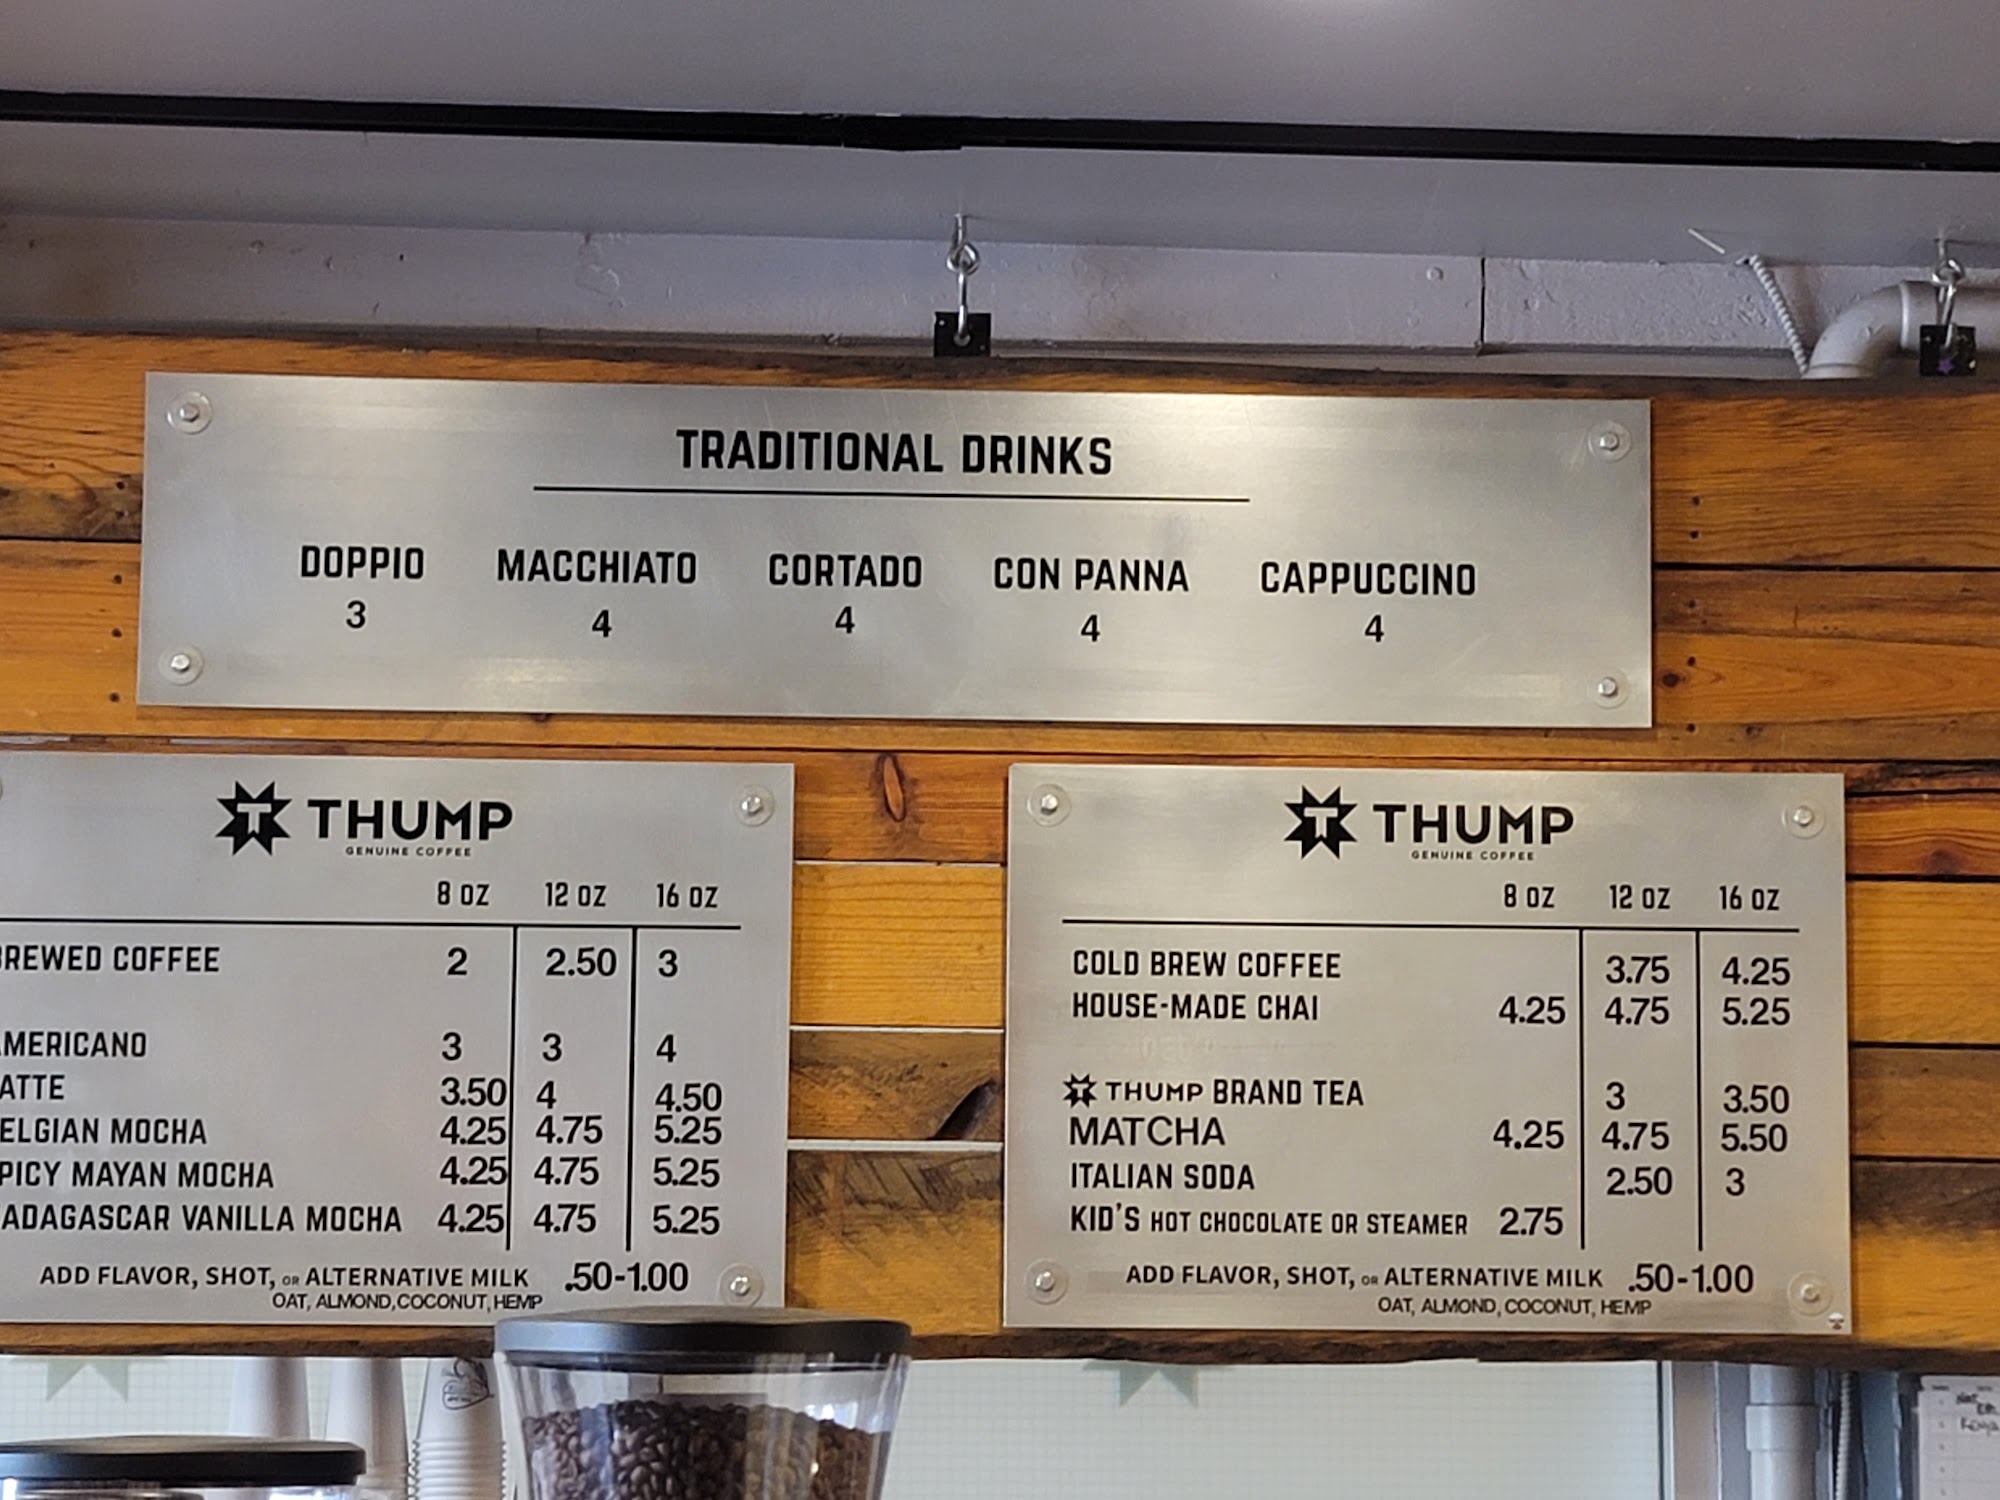 TRADITIONAL DRINKS
DOPPIO MACCHIATO CORTADO CON PANNA CAPPUCCINO
3 4 4 4 4
T THUMP
GENUINE COFFEE
8 OZ 12 OZ 16 OZ
REWED COFFEE 2 2.50 3
MERICANO 3 3 4
ATTE 3.50 4 4.50
ELGIAN MOCHA 4.25 4.75 5.25
PICY MAYAN MOCHA 4.25 4.75 5.25
ADAGASCAR VANILLA MOCHA 4.25 4.75 5.25
ADD FLAVOR, SHOT, OR ALTERNATIVE MILK .50-1.00
OAT, ALMOND, COCONUT, HEMP
T THUMP
GENUINE COFFEE
8 OZ 12 OZ 16 OZ
COLD BREW COFFEE 3.75 4.25
HOUSE-MADE CHAI 4.25 4.75 5.25
T THUMP BRAND TEA 3 3.50
MATCHA 4.25 4.75 5.50
ITALIAN SODA 2.50 3
KID'S HOT CHOCOLATE OR STEAMER 2.75
ADD FLAVOR, SHOT, OR ALTERNATIVE MILK .50-1.00
OAT, ALMOND, COCONUT, HEMP